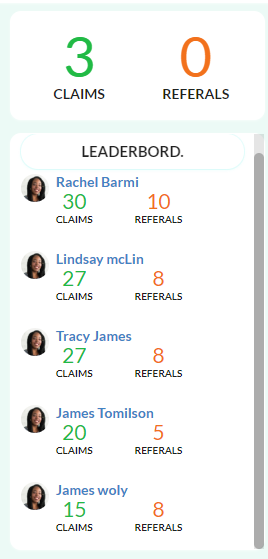 3 0
CLAIMS REFERALS
LEADERBORD.
Rachel Barmi
30 10
CLAIMS REFERALS
Lindsay mcLin
27 8
CLAIMS REFERALS
Tracy James
27 8
CLAIMS REFERALS
James Tomilson
20 5
CLAIMS REFERALS
James woly
15 8
CLAIMS REFERALS